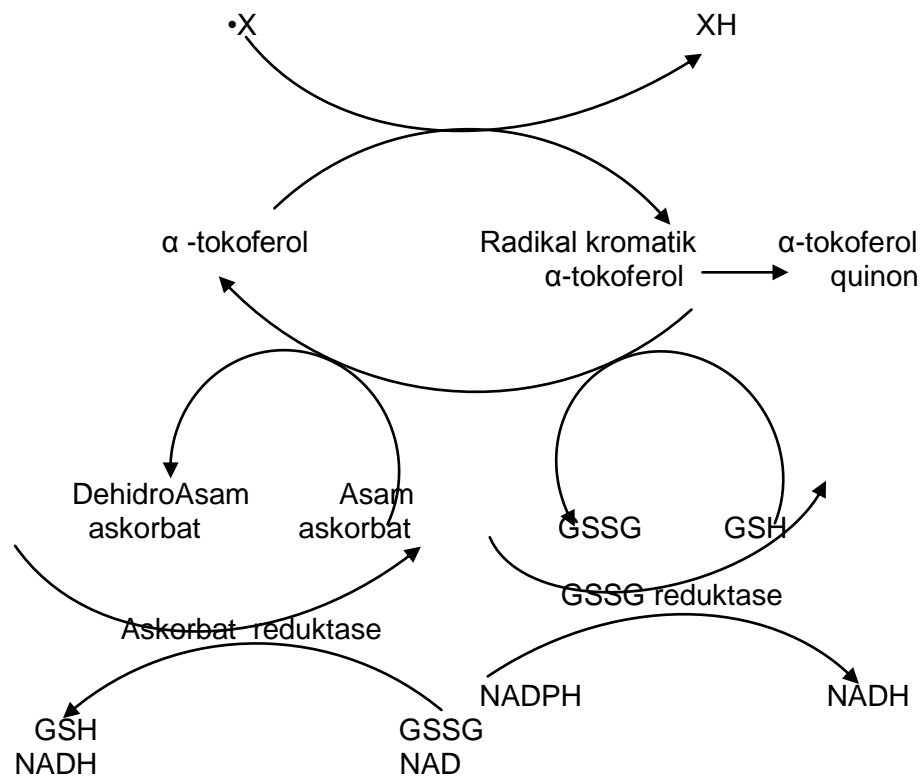 •X
XH
α -tokoferol
Radikal kromatik
α-tokoferol
α-tokoferol
quinon
DehidroAsam
askorbat
Asam
askorbat
GSSG
GSH
GSSG reduktase
Askorbat reduktase
NADPH
NADH
GSH
NADH
GSSG
NAD